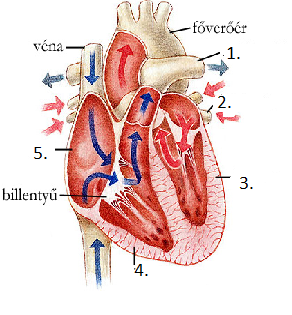 főverőér
véna
1.
2.
5.
3.
billentyű
4.